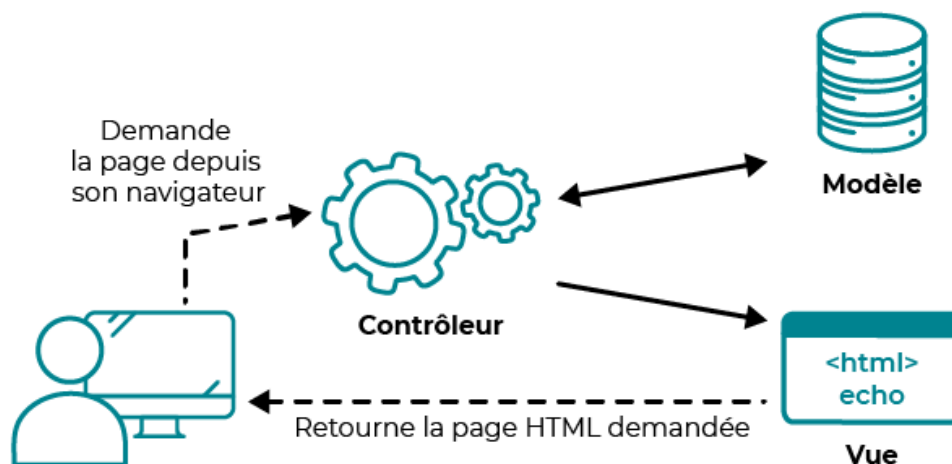 Demande
la page depuis
son navigateur
Modèle
Contrôleur
<html>
echo
Retourne la page HTML demandée
Vue